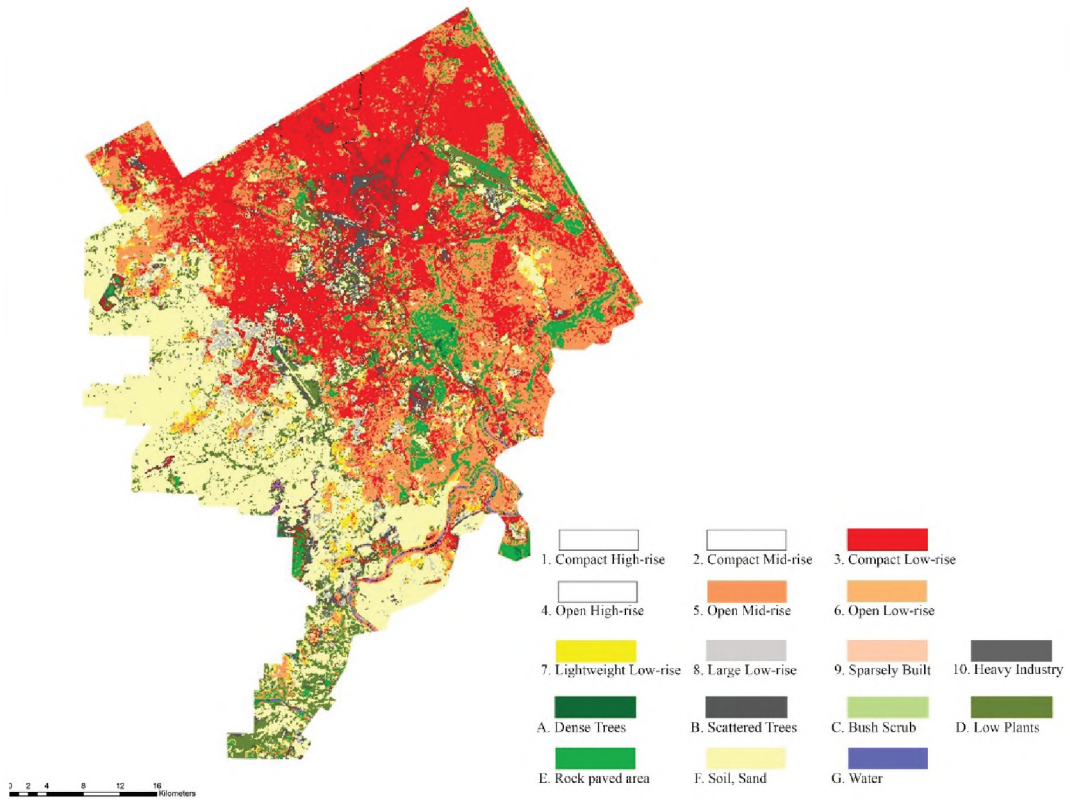 1. Compact High-rise
2. Compact Mid-rise
3. Compact Low-rise
4. Open High-rise
5. Open Mid-rise
6. Open Low-rise
7. Lightweight Low-rise
8. Large Low-rise
9. Sparsely Built
10. Heavy Industry
A. Dense Trees
B. Scattered Trees
C. Bush Scrub
D. Low Plants
E. Rock paved area
F. Soil, Sand
G. Water
0 2 4 8 12 16
Kilometers